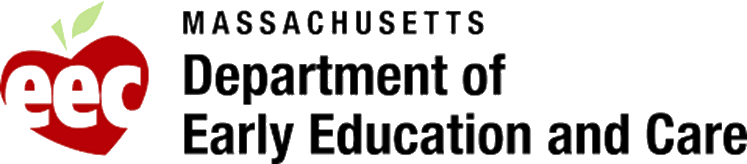 eec
MASSACHUSETTS
Department of
Early Education and Care